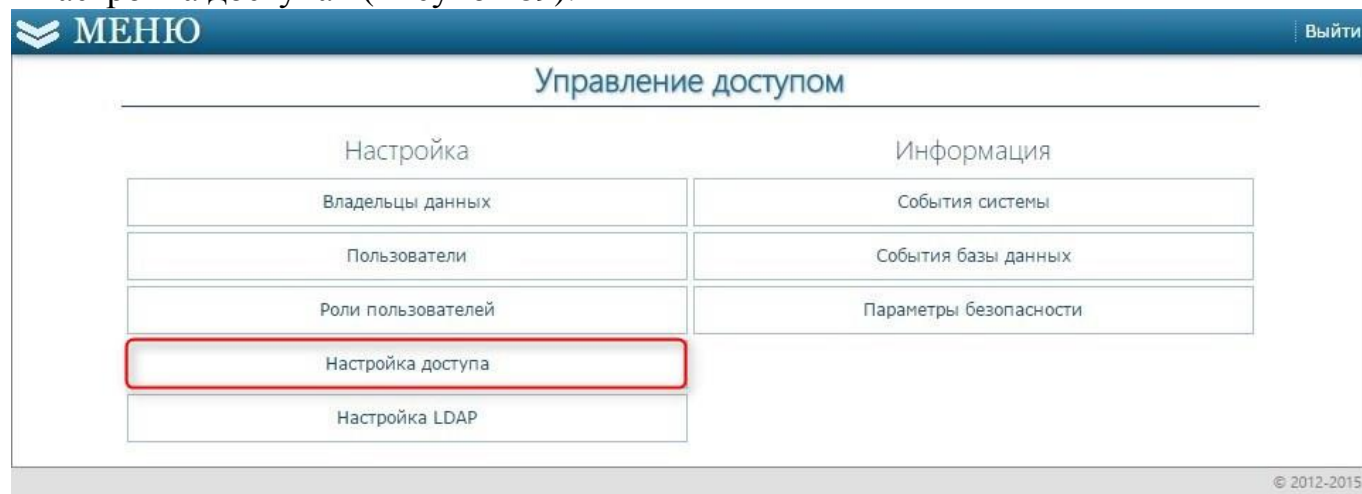 МЕНЮ
Выйти
Управление доступом
Настройка
Информация
Владельцы данных
События системы
Пользователи
События базы данных
Роли пользователей
Параметры безопасности
Настройка доступа
Настройка LDAP
© 2012-2015